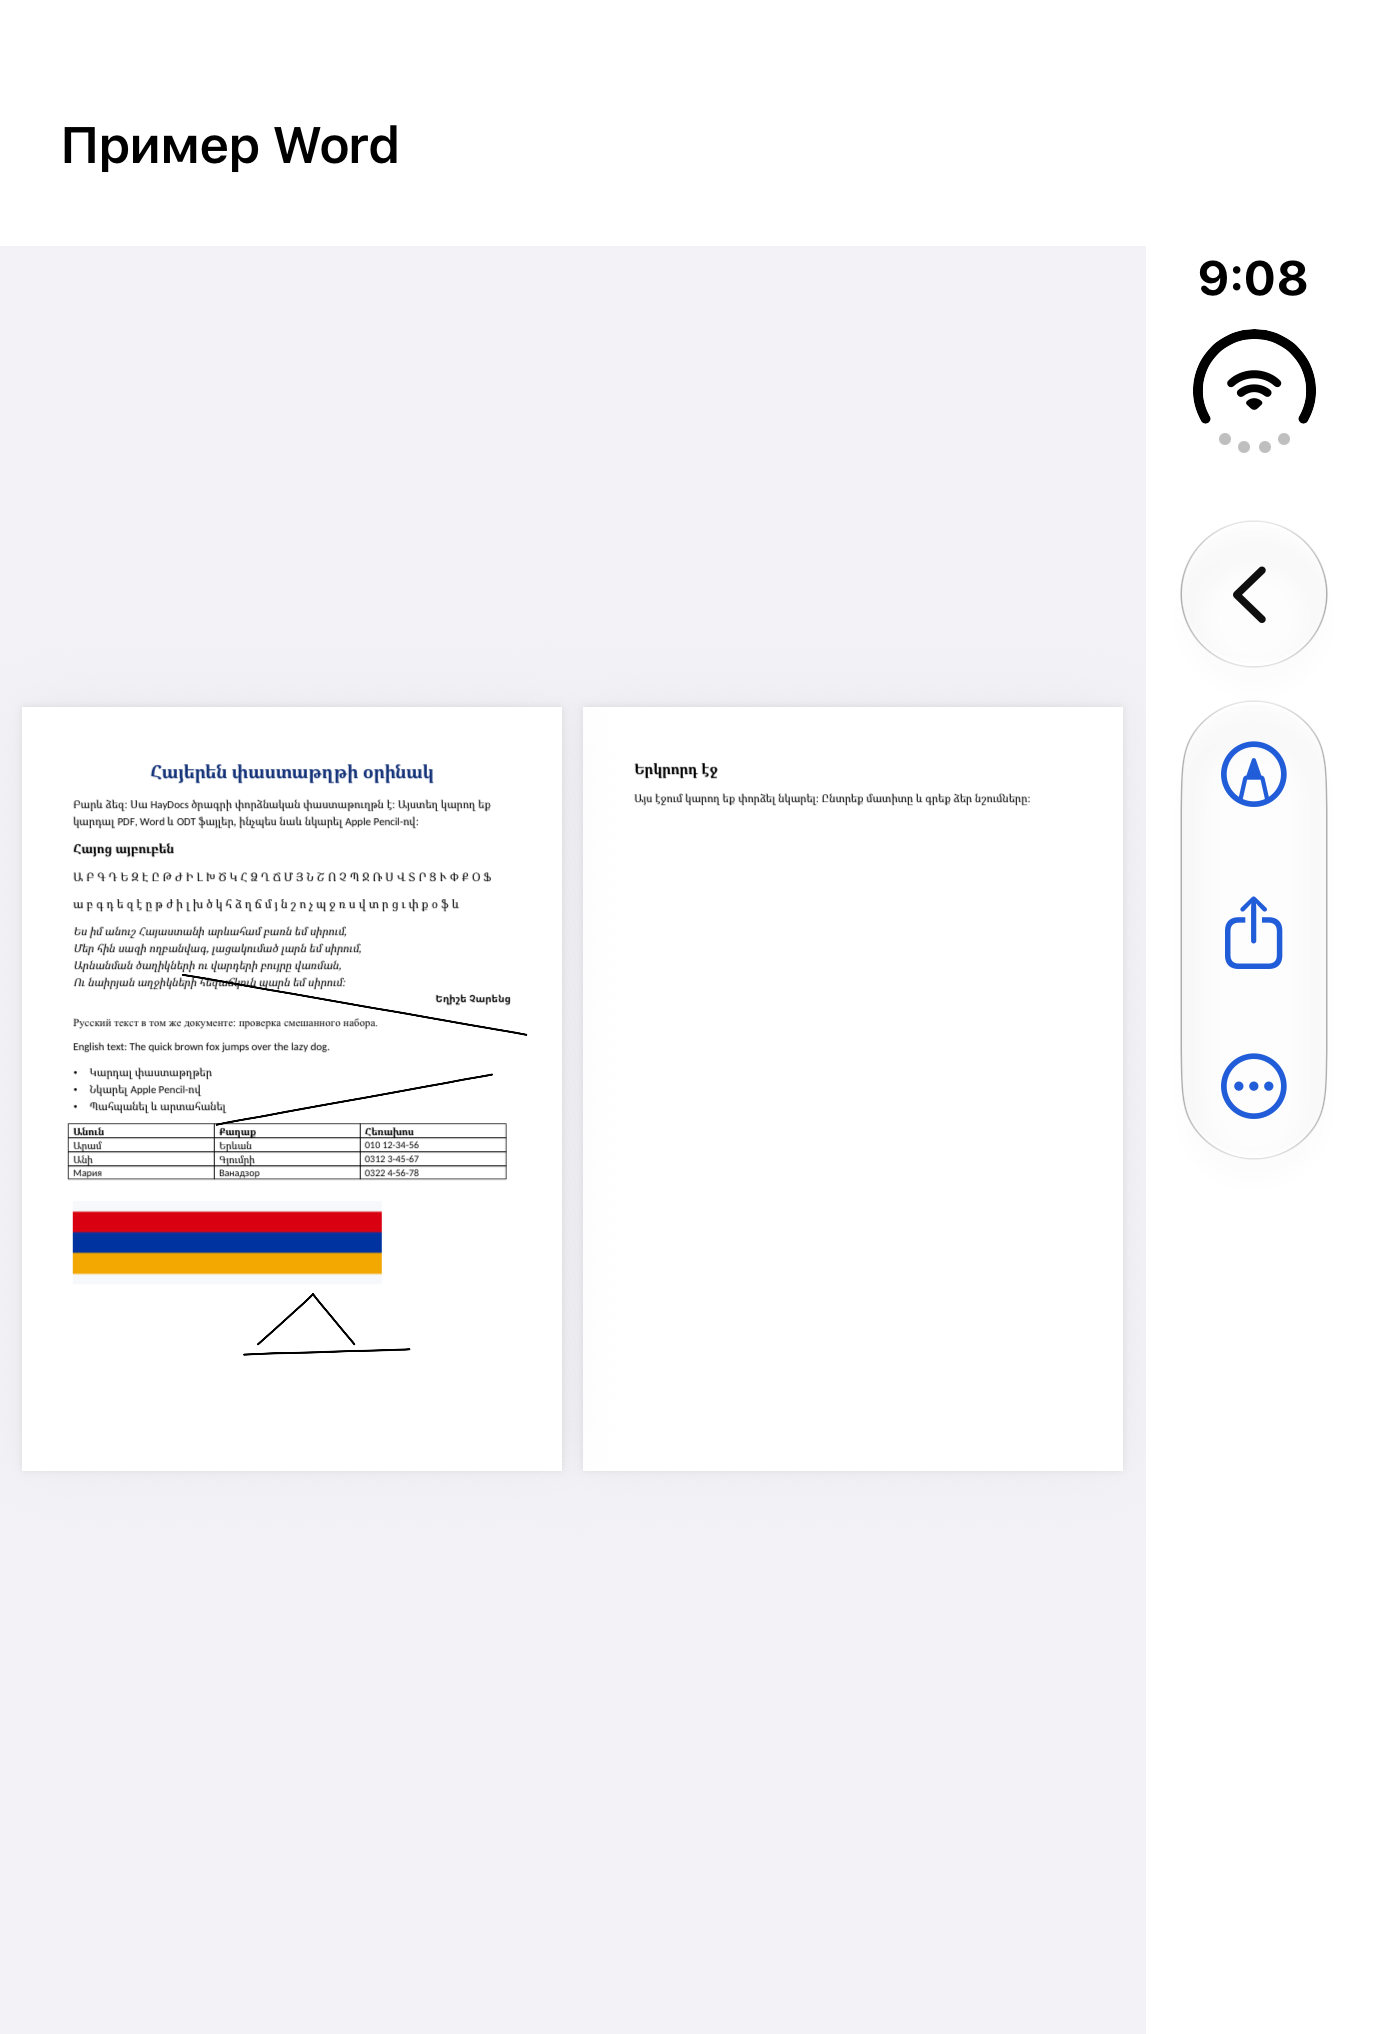 Пример Word
9:08
Հայերեն փաստաթղթի օրինակ
Բարև ձեզ: Սա HayDocs ծրագրի փորձնական փաստաթուղթն է: Այստեղ կարող եք
կարդալ PDF, Word և ODT ֆայլեր, ինչպես նաև նկարել Apple Pencil-ով:
Հայոց այբուբեն
Ա Բ Գ Դ Ե Զ Է Ը Թ Ժ Ի Լ Խ Ծ Կ Հ Ձ Ղ Ճ Մ Յ Ն Շ Ո Չ Պ Ջ Ռ Ս Վ Տ Ր Ց Ւ Փ Ք Օ Ֆ
ա բ գ դ ե զ է ը թ ժ ի լ խ ծ կ հ ձ ղ ճ մ յ ն շ ո չ պ ջ ռ ս վ տ ր ց ւ փ ք օ ֆ և
Ես իմ անուշ Հայաստանի արևահամ բառն եմ սիրում,
Մեր հին սազի ողբանվագ, լացակումած լարն եմ սիրում,
Արնանման ծաղիկների ու վարդերի բույրը վառման,
Ու նաիրյան աղջիկների հեզաճկուն պարն եմ սիրում:
Եղիշե Չարենց
Русский текст в том же документе: проверка смешанного набора.
English text: The quick brown fox jumps over the lazy dog.
• Կարդալ փաստաթղթեր
• Նկարել Apple Pencil-ով
• Պահպանել և արտահանել
Անուն Քաղաք Հեռախոս
Արամ Երևան 010 12-34-56
Անի Գյումրի 0312 3-45-67
Мария Ванадзор 0322 4-56-78
Երկրորդ էջ
Այս էջում կարող եք փորձել նկարել: Ընտրեք մատիտը և գրեք ձեր նշումները: